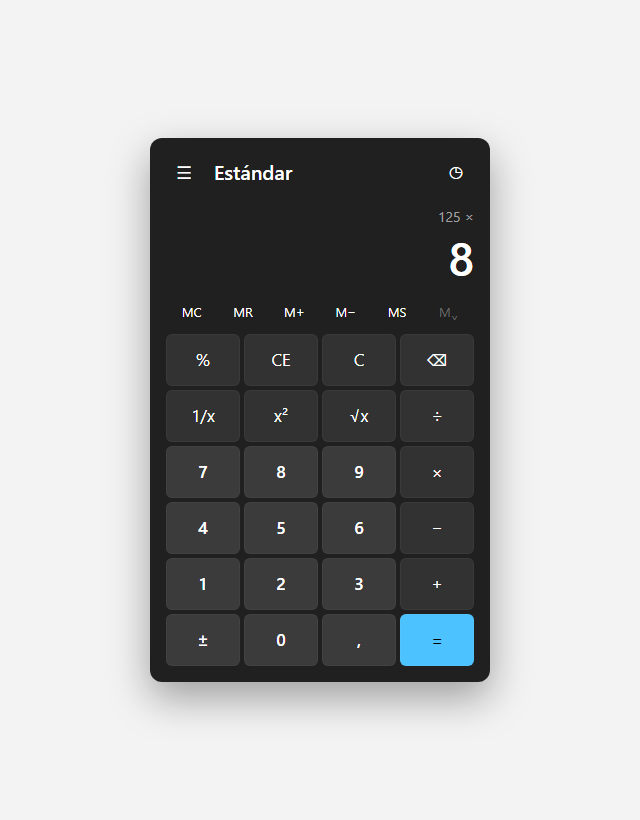 ☰ Estándar
125 ×
8
MC MR M+ M− MS M⌄
% CE C ⌫
1/x x² √x ÷
7 8 9 ×
4 5 6 −
1 2 3 +
± 0 , =